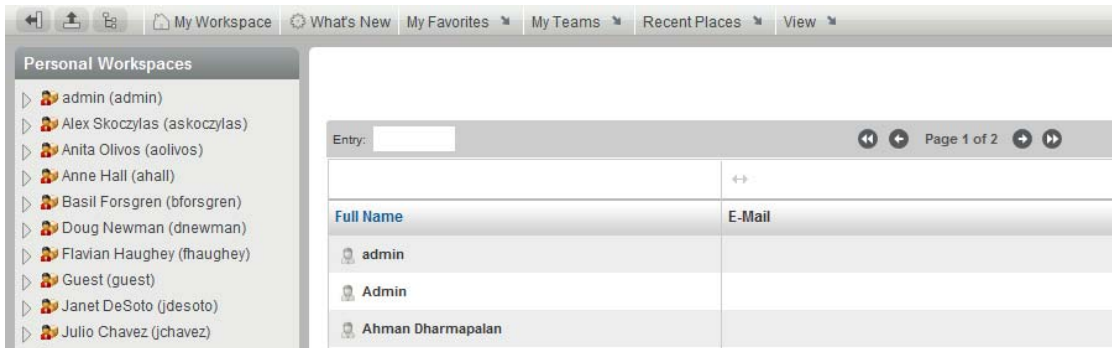 My Workspace What's New My Favorites My Teams Recent Places View
Personal Workspaces
admin (admin)
Alex Skoczylas (askoczylas)
Anita Olivos (aolivos)
Anne Hall (ahall)
Basil Forsgren (bforsgren)
Doug Newman (dnewman)
Flavian Haughey (fhaughey)
Guest (guest)
Janet DeSoto (jdesoto)
Julio Chavez (jchavez)
Entry: Page 1 of 2
Full Name E-Mail
admin
Admin
Ahman Dharmapalan